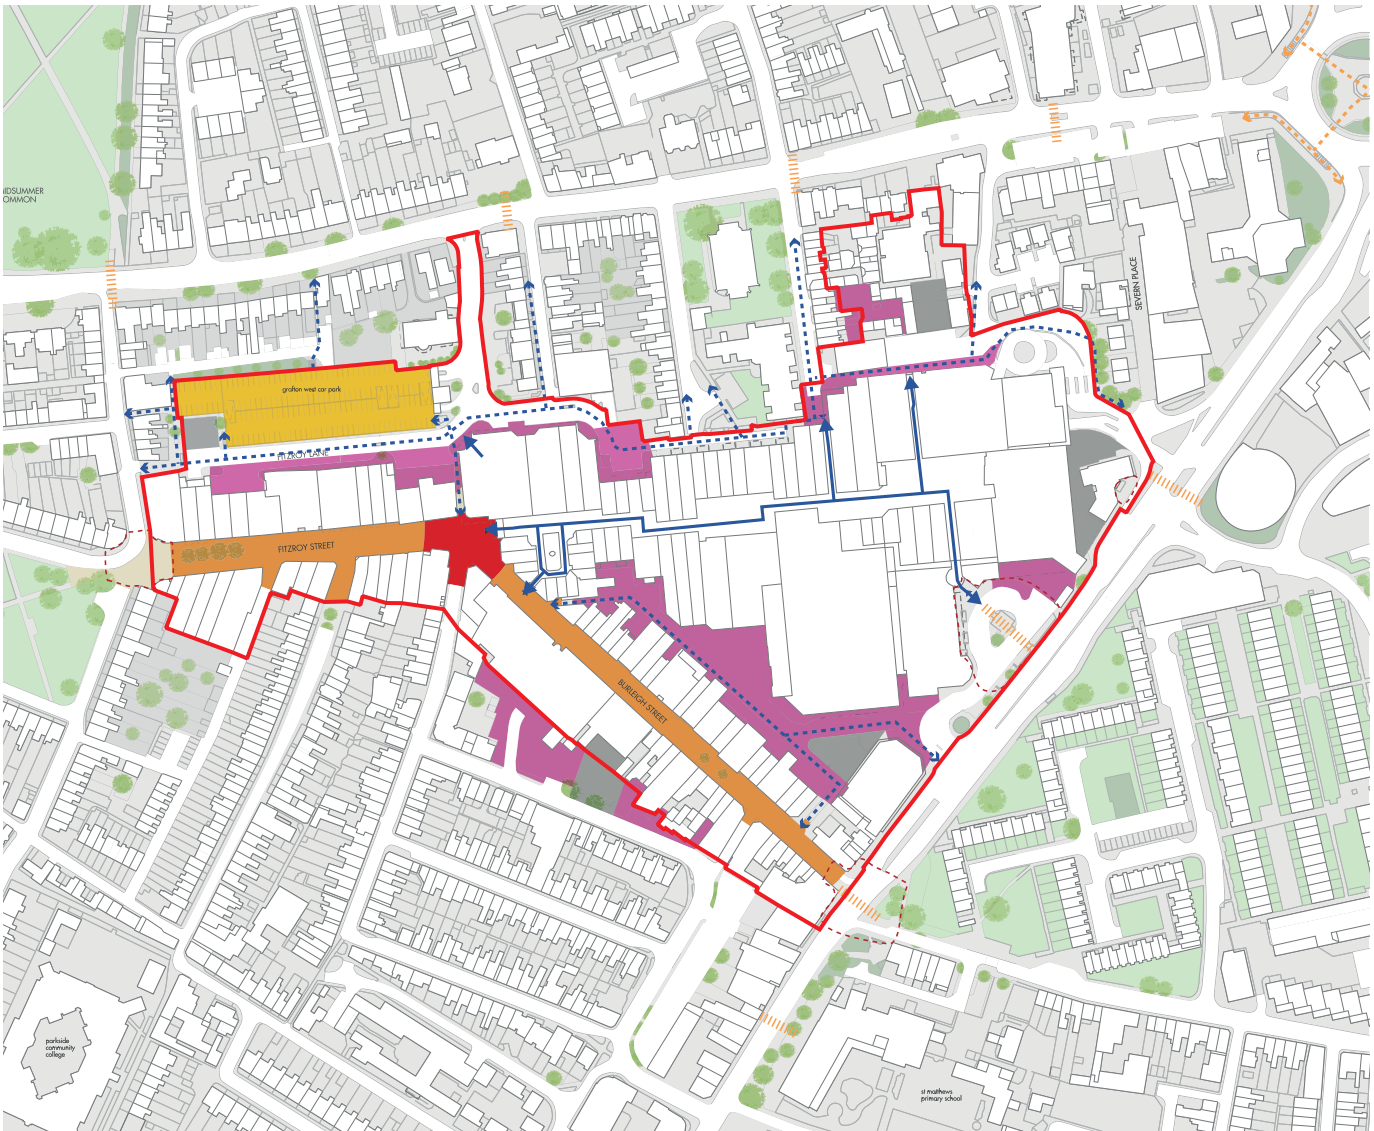 IDSUMMER
OMMON
SEVERN PLACE
grafton west car park
FITZROY LANE
FITZROY STREET
BURLEIGH STREET
parkside
community
college
st matthews
primary school